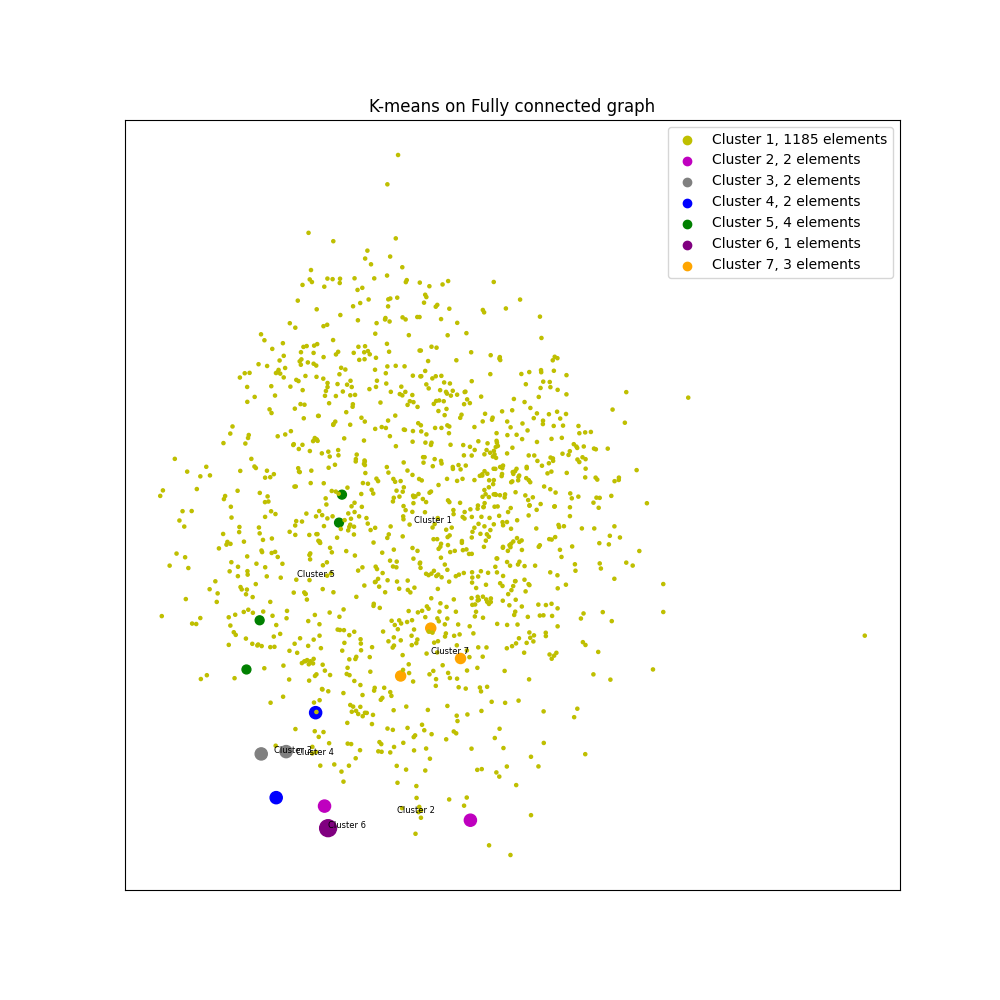 K-means on Fully connected graph
Cluster 1, 1185 elements
Cluster 2, 2 elements
Cluster 3, 2 elements
Cluster 4, 2 elements
Cluster 5, 4 elements
Cluster 6, 1 elements
Cluster 7, 3 elements
Cluster 1
Cluster 5
Cluster 7
Cluster 3
Cluster 4
Cluster 2
Cluster 6